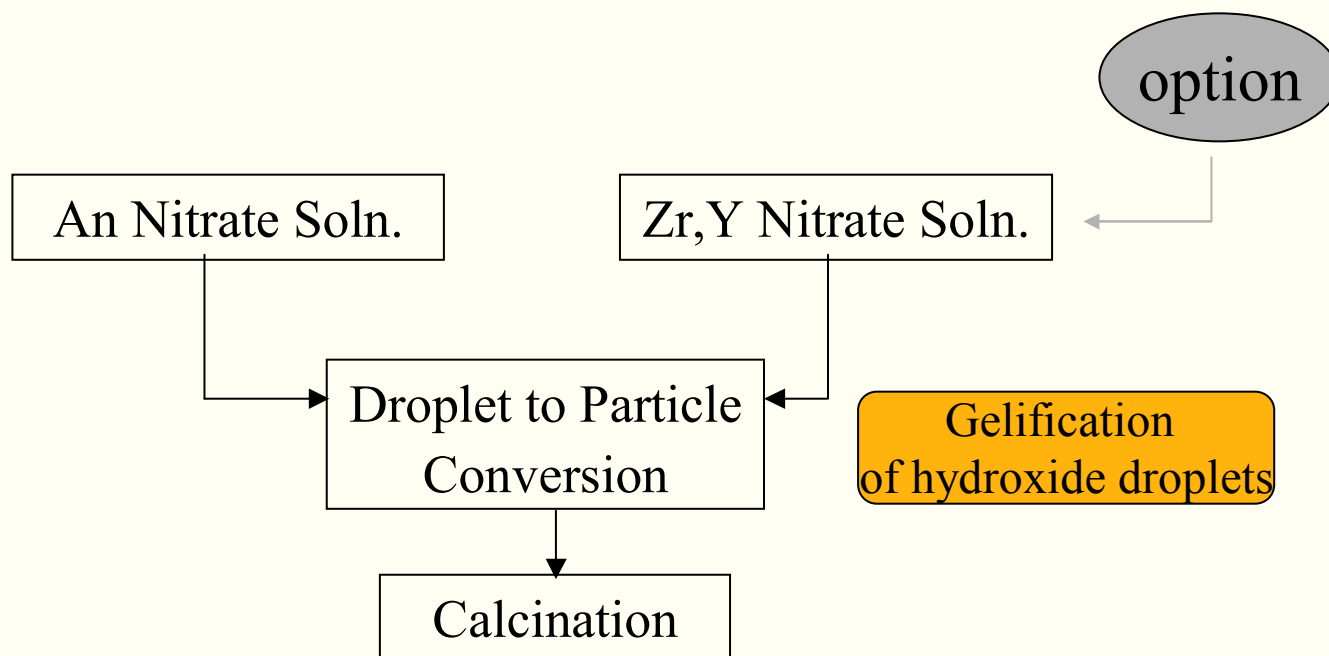 option
An Nitrate Soln.
Zr,Y Nitrate Soln.
Droplet to Particle
Conversion
Gelification
of hydroxide droplets
Calcination